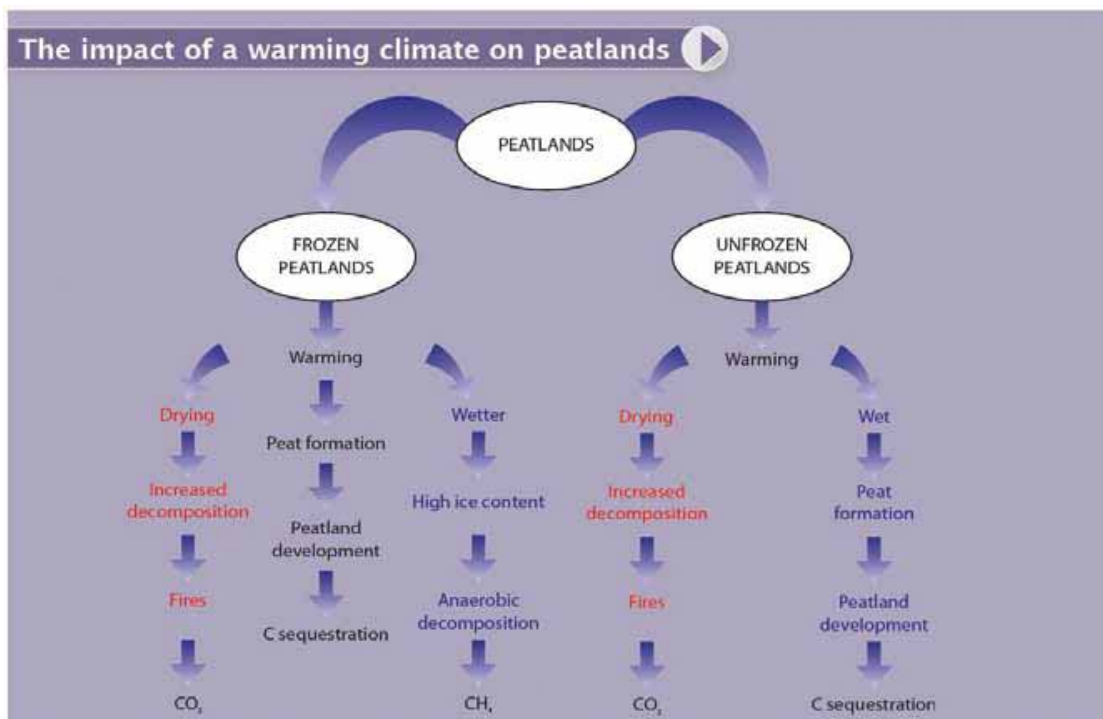 The impact of a warming climate on peatlands
PEATLANDS
FROZEN
PEATLANDS
UNFROZEN
PEATLANDS
Warming
Drying
Increased
decomposition
Fires
CO₂
Peat formation
Peatland
development
C sequestration
Wetter
High ice content
Anaerobic
decomposition
CH₄
Warming
Drying
Increased
decomposition
Fires
CO₂
Wet
Peat
formation
Peatland
development
C sequestration